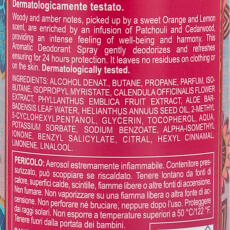 Dermatologicamente testato.
Woody and amber notes, picked up by a sweet Orange and Lemon
scent, are enriched by an infusion of Patchouli and Cedarwood,
providing an intense feeling of well-being and harmony. This
Aromatic Deodorant Spray gently deodorizes and refreshes
ensuring for 24 hours protection. It leaves no residues on clothing
or on the skin. Dermatologically tested.
INGREDIENTS: ALCOHOL DENAT., BUTANE, PROPANE, PARFUM, ISO-
BUTANE, ISOPROPYL MYRISTATE, CALENDULA OFFICINALIS FLOWER
EXTRACT, PHYLLANTHUS EMBLICA FRUIT EXTRACT, ALOE BAR-
BADENSIS LEAF WATER, HELIANTHUS ANNUUS SEED OIL,
5-CYCLOHEXYLPENTANOL, GLYCERIN, TOCOPHEROL, AQUA,
POTASSIUM SORBATE, SODIUM BENZOATE, ALPHA-ISOMETHYL
IONONE, BENZYL SALICYLATE, CITRAL, HEXYL CINNAMAL,
LIMONENE, LINALOOL.
PERICOLO: Aerosol estremamente infiammabile. Contenitore pres-
surizzato, può scoppiare se riscaldato. Tenere lontano da fonti di
calore, superfici calde, scintille, fiamme libere o altre fonti di accensione.
Non fumare. Non vaporizzare su una fiamma libera o altra fonte di
accensione. Non perforare né bruciare, neppure dopo l'uso. Proteggere
dai raggi solari. Non esporre a temperature superiori a 50 °C/122 °F.
Tenere fuori dalla portata dei bambini.